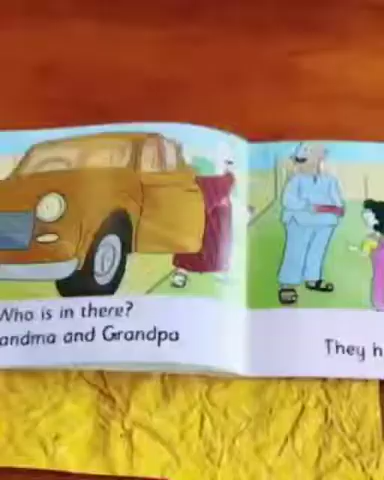 Who is in there?
andma and Grandpa
They h